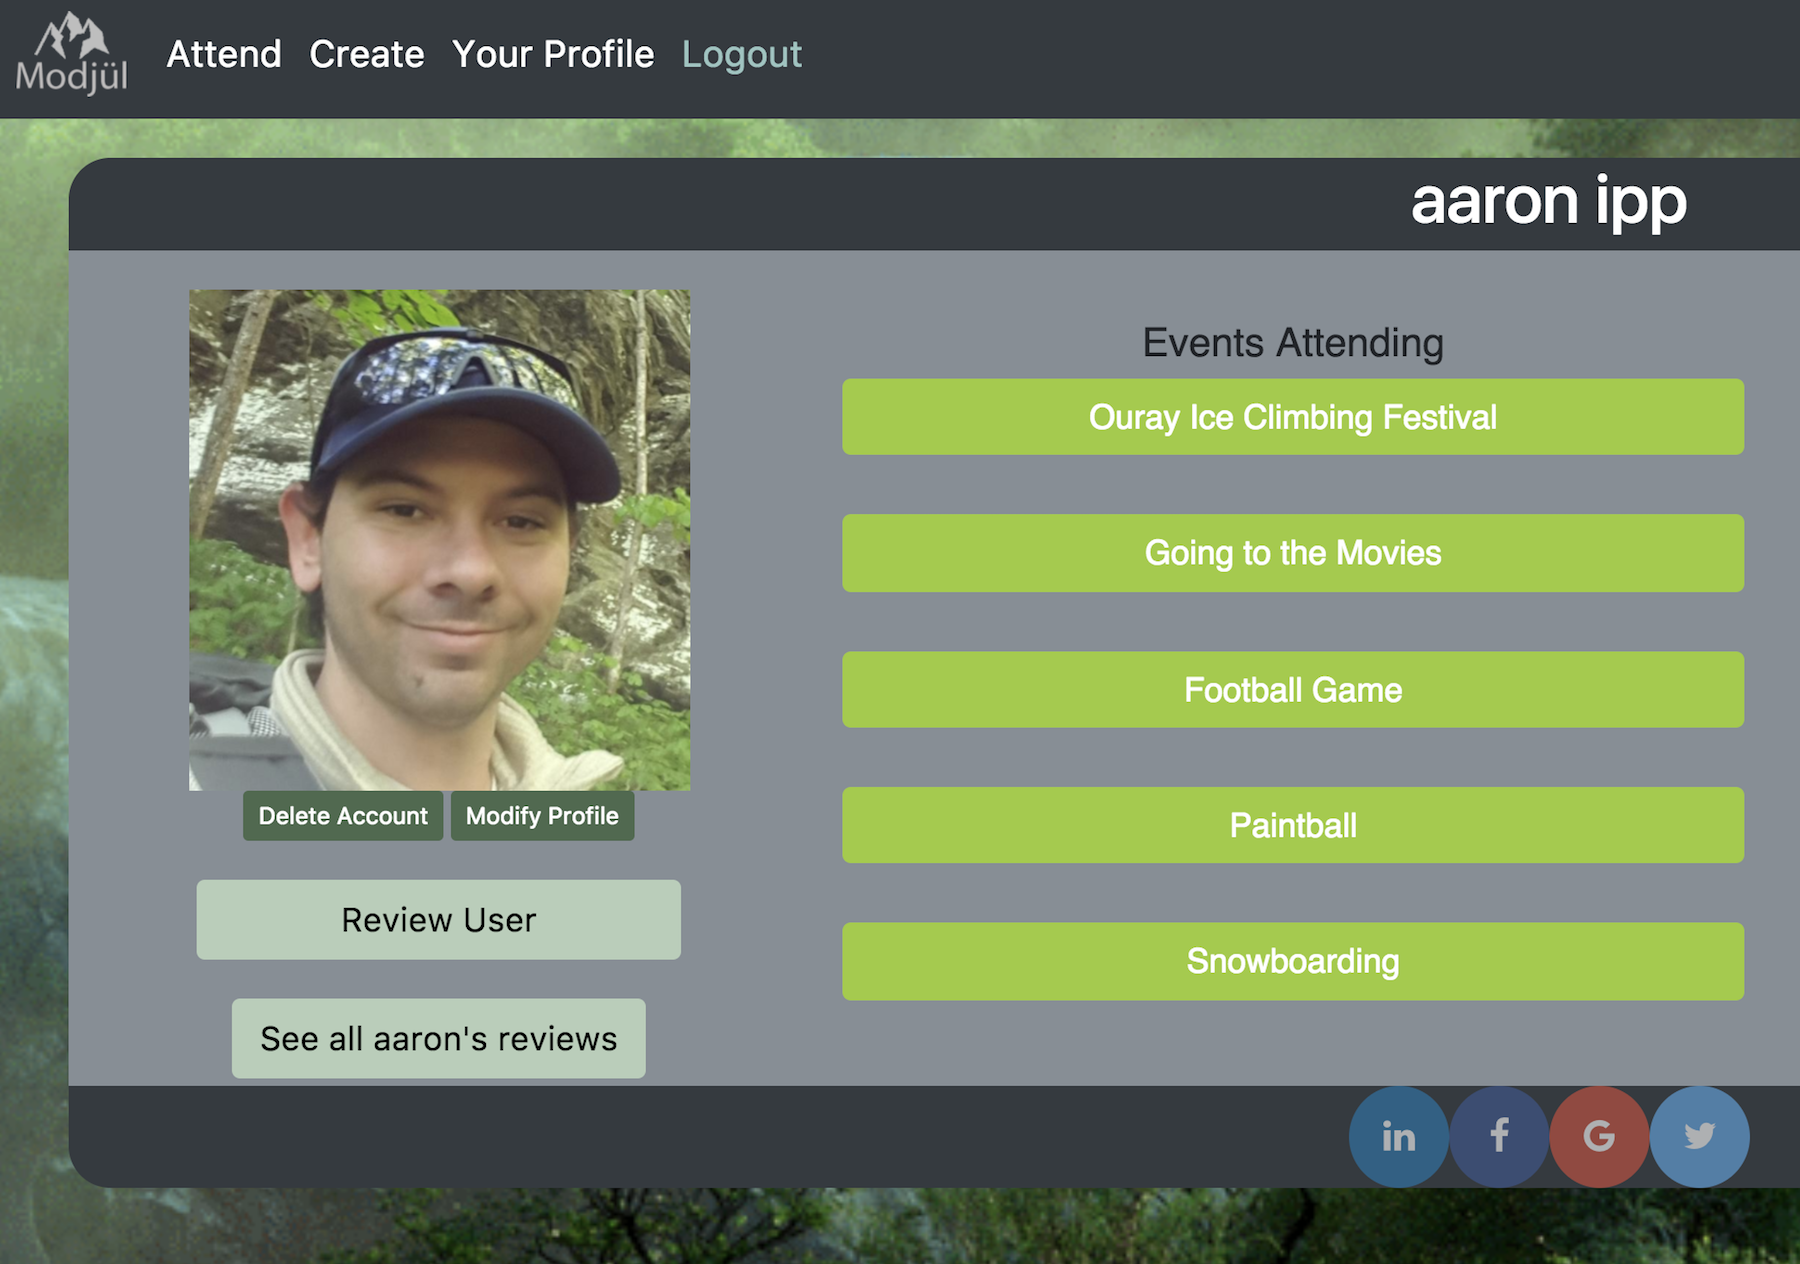 Modjül
Attend Create Your Profile Logout
aaron ipp
Events Attending
Ouray Ice Climbing Festival
Going to the Movies
Football Game
Paintball
Snowboarding
Delete Account Modify Profile
Review User
See all aaron's reviews
in f G